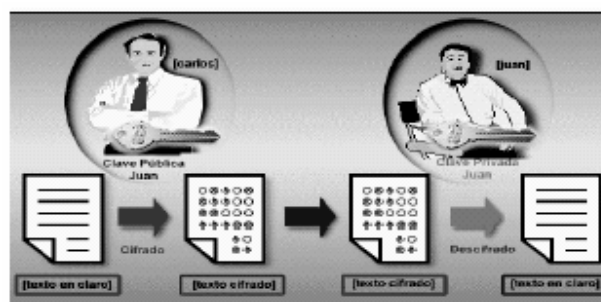 [carlos]
[juan]
Clave Pública
Juan
Clave Privada
Juan
Cifrado
Descifrado
[texto en claro]
[texto cifrado]
[texto cifrado]
[texto en claro]